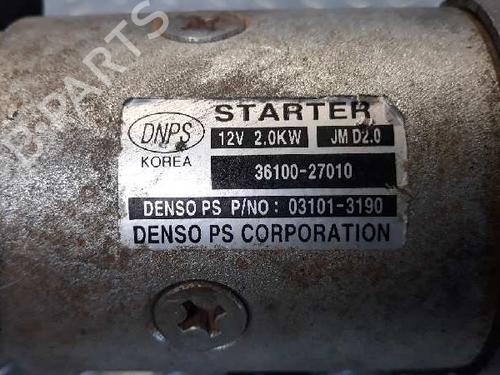 STARTER
DNPS
12V 2.0KW JM D2.0
KOREA
36100-27010
DENSO PS P/NO: 03101-3190
DENSO PS CORPORATION